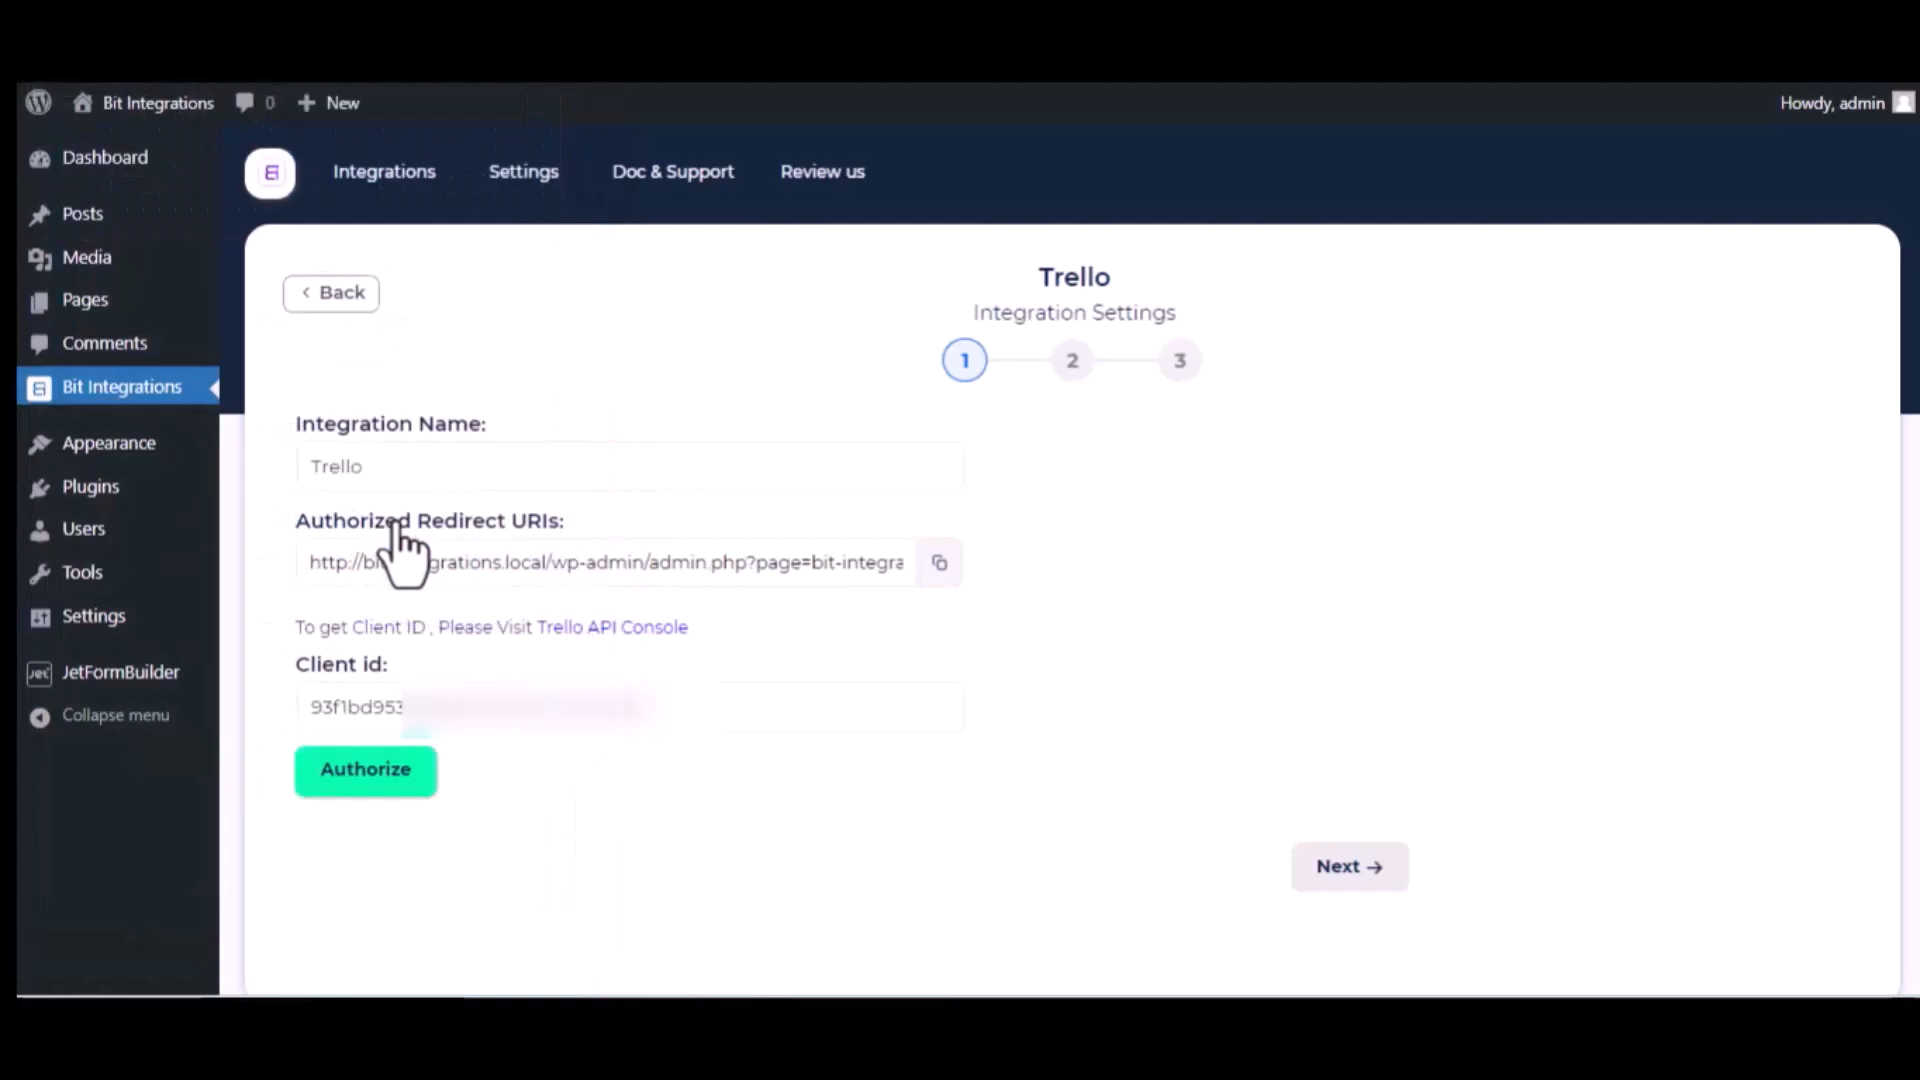 Bit Integrations 0 New Howdy, admin
Dashboard
Posts
Media
Pages
Comments
Bit Integrations
Appearance
Plugins
Users
Tools
Settings
JetFormBuilder
Collapse menu
Integrations Settings Doc & Support Review us
Back
Trello
Integration Settings
1 2 3
Integration Name:
Trello
Authorized Redirect URIs:
http://bi grations.local/wp-admin/admin.php?page=bit-integra
To get Client ID , Please Visit Trello API Console
Client id:
93f1bd953
Authorize
Next →